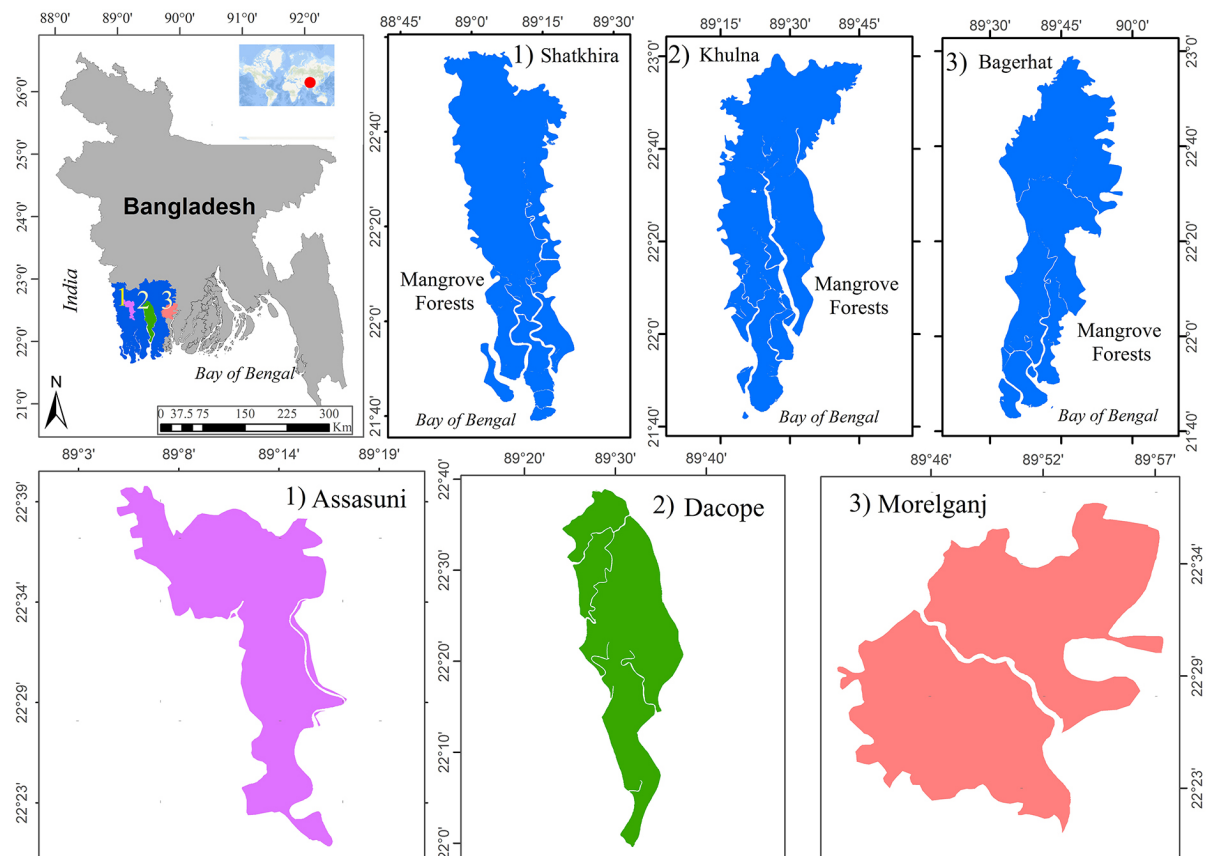 88°0' 89°0' 90°0' 91°0' 92°0'
26°0'
25°0'
24°0'
23°0'
22°0'
21°0'
Bangladesh
India
1 2 3
Bay of Bengal
N
0 37.5 75 150 225 300
Km
88°45' 89°0' 89°15' 89°30'
1) Shatkhira
22°40'
22°20'
22°0'
21°40'
Mangrove
Forests
Bay of Bengal
89°15' 89°30' 89°45'
2) Khulna
23°0'
22°40'
22°20'
22°0'
21°40'
Mangrove
Forests
Bay of Bengal
89°30' 89°45' 90°0'
3) Bagerhat
23°0'
22°40'
22°20'
22°0'
21°40'
Mangrove
Forests
Bay of Bengal
89°3' 89°8' 89°14' 89°19'
1) Assasuni
22°39'
22°34'
22°29'
22°23'
89°20' 89°30' 89°40'
2) Dacope
22°40'
22°30'
22°20'
22°10'
22°0'
89°46' 89°52' 89°57'
3) Morelganj
22°34'
22°29'
22°23'